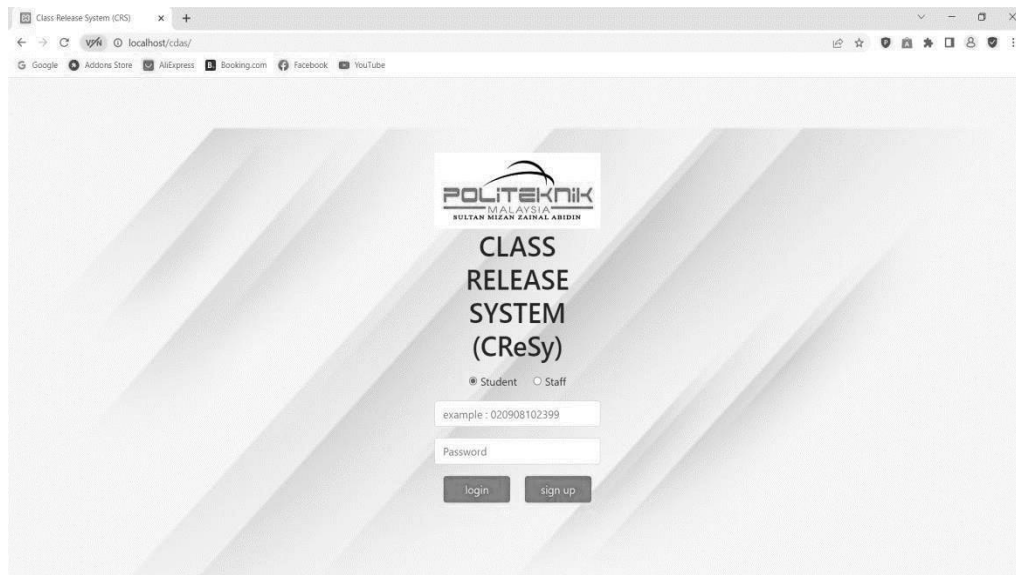 Class Release System (CRS)
VPN
localhost/cdas/
Google
Addons Store
AliExpress
B.
Booking.com
Facebook
YouTube
POLiTEKNiK
MALAYSIA
SULTAN MIZAN ZAINAL ABIDIN
CLASS
RELEASE
SYSTEM
(CReSy)
Student
Staff
example : 020908102399
Password
login
sign up